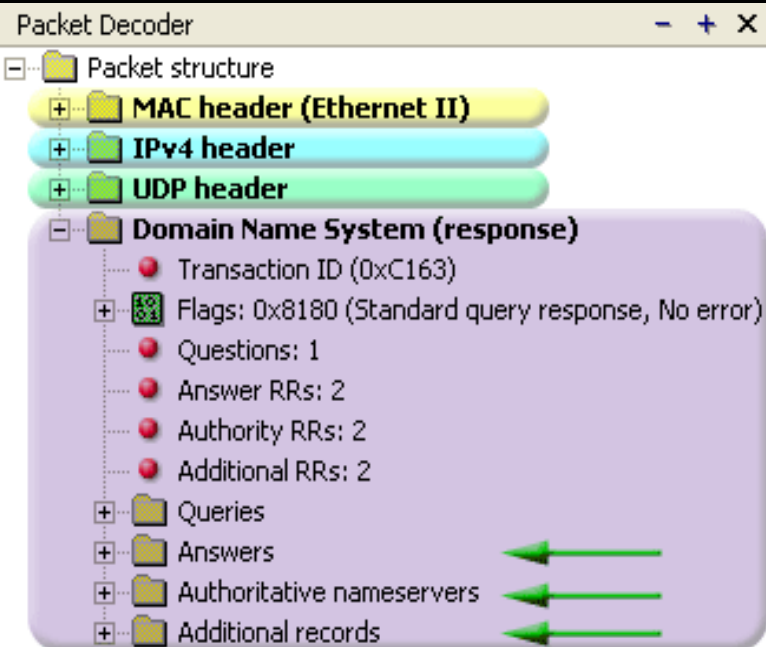 Packet Decoder
Packet structure
MAC header (Ethernet II)
IPv4 header
UDP header
Domain Name System (response)
Transaction ID (0xC163)
Flags: 0x8180 (Standard query response, No error)
Questions: 1
Answer RRs: 2
Authority RRs: 2
Additional RRs: 2
Queries
Answers
Authoritative nameservers
Additional records